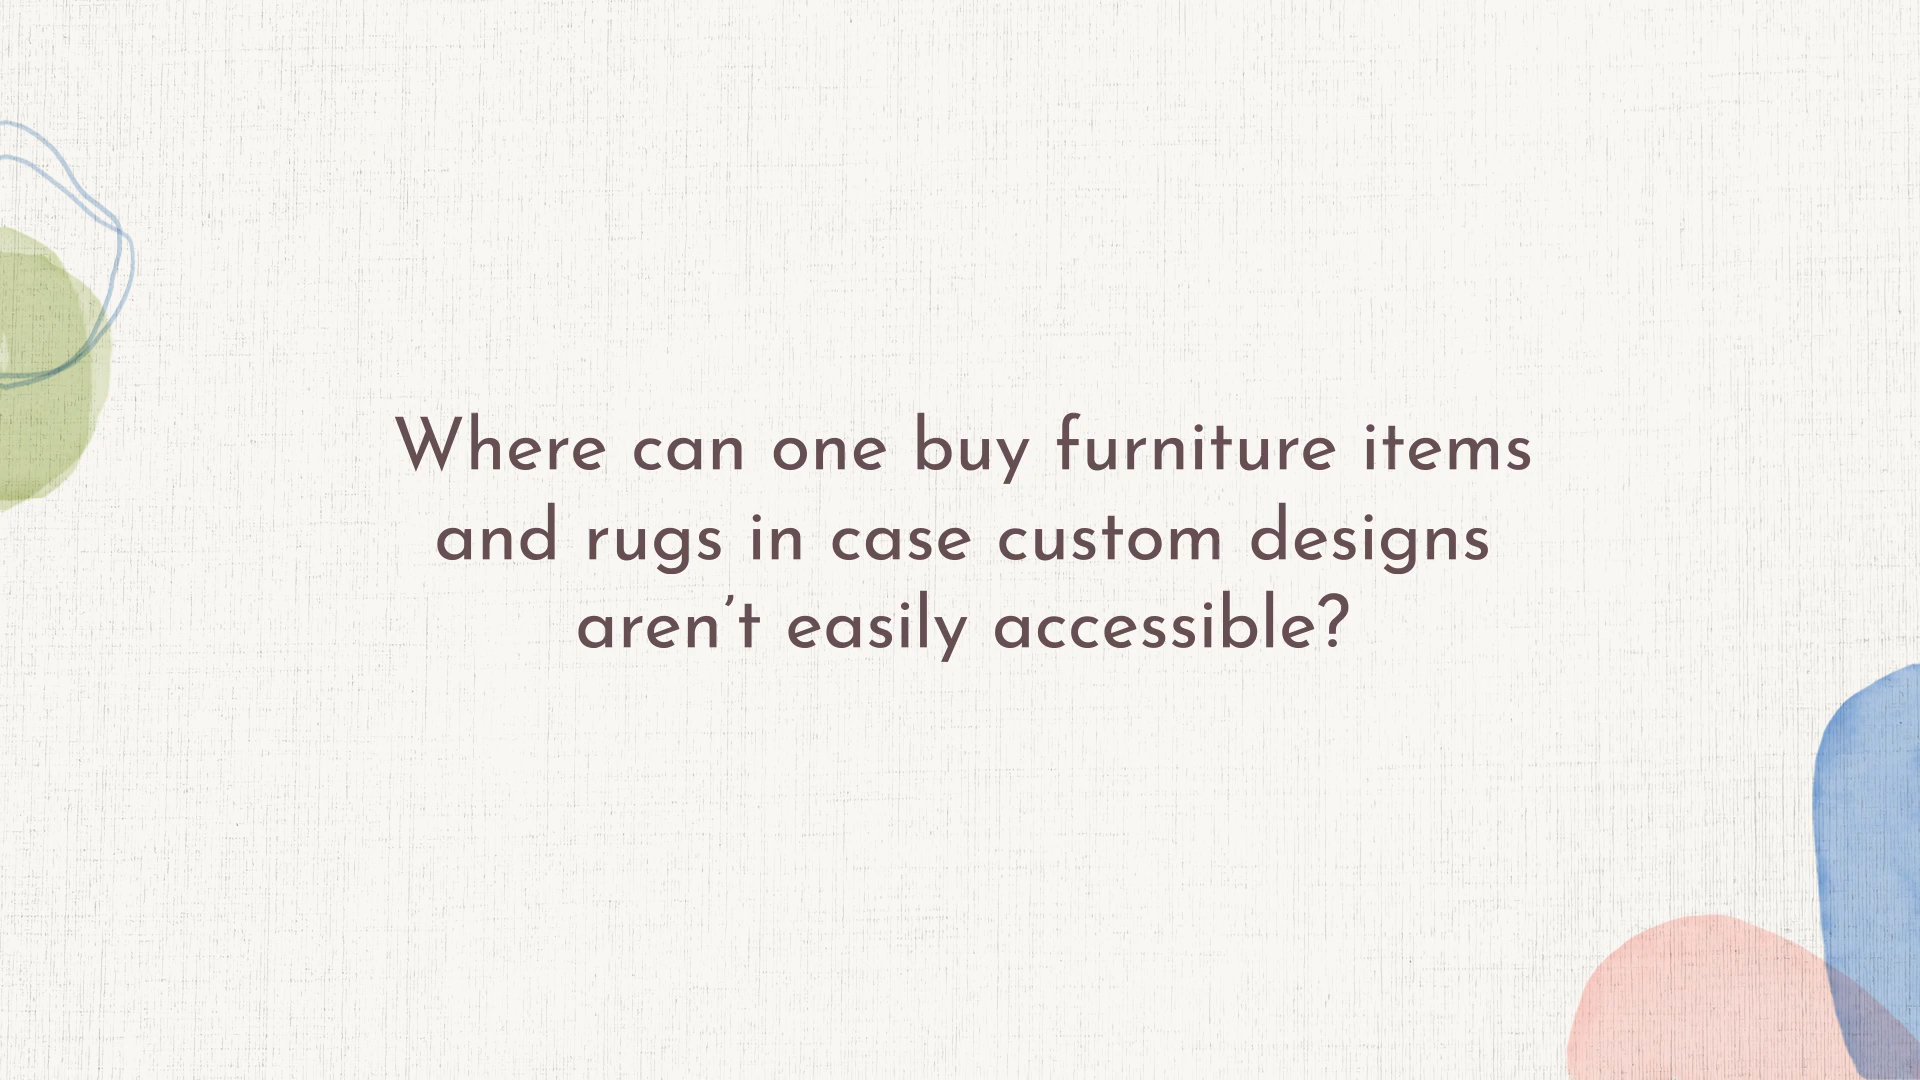 Where can one buy furniture items
and rugs in case custom designs
aren’t easily accessible?